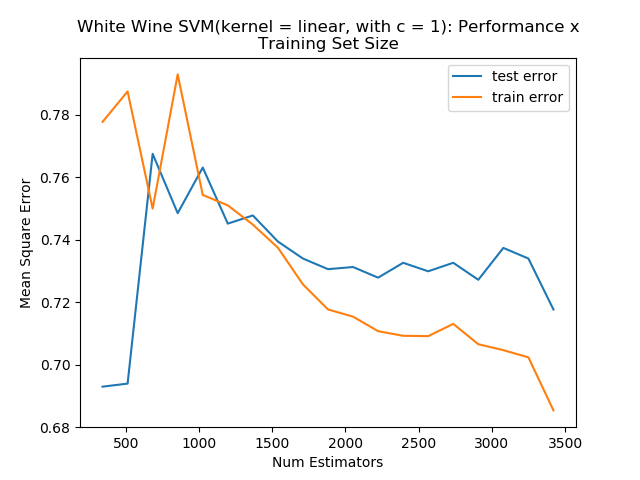 White Wine SVM(kernel = linear, with c = 1): Performance x
Training Set Size
test error
train error
0.78
0.76
0.74
0.72
0.70
0.68
Mean Square Error
500
1000
1500
2000
2500
3000
3500
Num Estimators